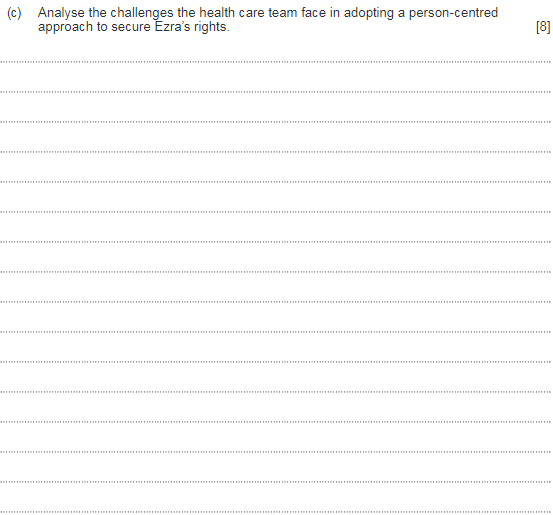 (c) Analyse the challenges the health care team face in adopting a person-centred
approach to secure Ezra's rights. [8]